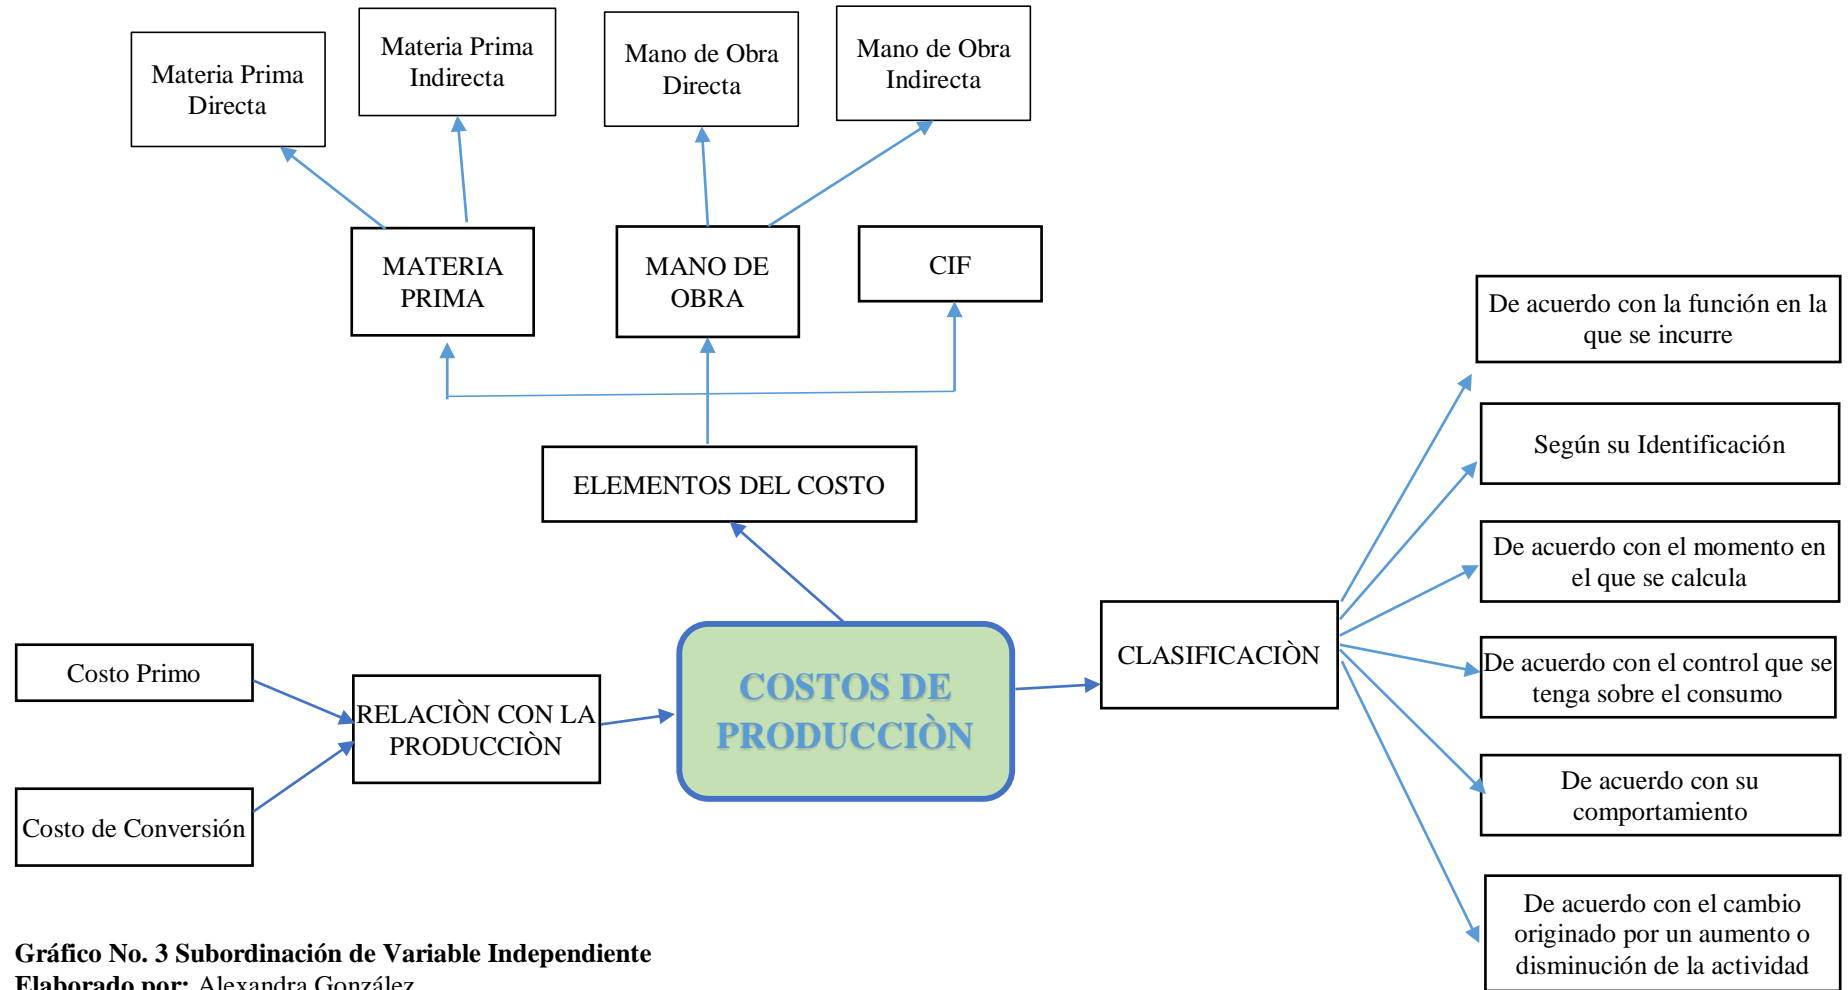 Materia Prima
Directa
Materia Prima
Indirecta
Mano de Obra
Directa
Mano de Obra
Indirecta
MATERIA
PRIMA
MANO DE
OBRA
CIF
ELEMENTOS DEL COSTO
Costo Primo
Costo de Conversión
RELACIÒN CON LA
PRODUCCIÒN
COSTOS DE
PRODUCCIÒN
CLASIFICACIÒN
De acuerdo con la función en la
que se incurre
Según su Identificación
De acuerdo con el momento en
el que se calcula
De acuerdo con el control que se
tenga sobre el consumo
De acuerdo con su
comportamiento
De acuerdo con el cambio
originado por un aumento o
disminución de la actividad
Gráfico No. 3 Subordinación de Variable Independiente
Elaborado por: Alexandra González